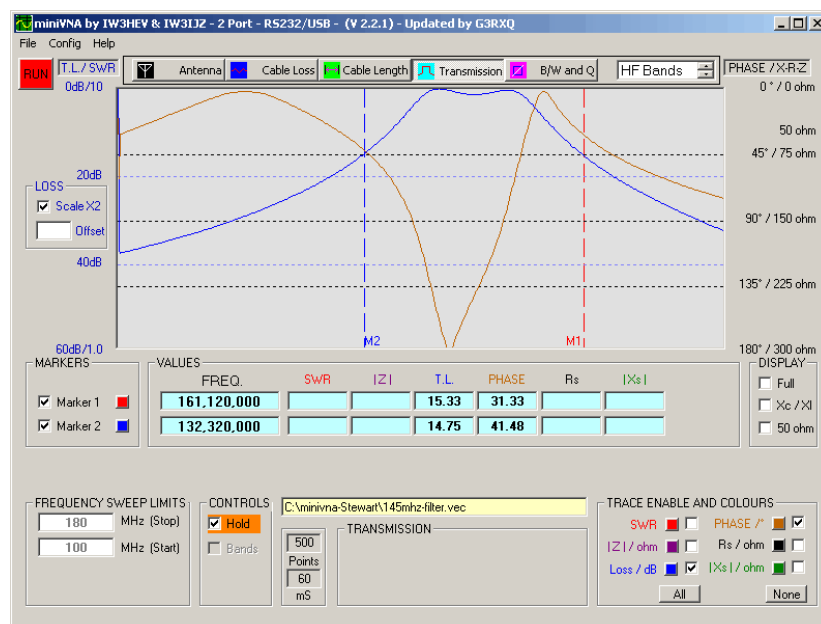 miniVNA by IW3HEV & IW3IJZ - 2 Port - RS232/USB - (V 2.2.1) - Updated by G3RXQ
File Config Help
RUN T.L./ SWR Antenna Cable Loss Cable Length Transmission B/W and Q HF Bands PHASE / X-R-Z
0dB/10
0 ° / 0 ohm
50 ohm
45° / 75 ohm
20dB
LOSS
Scale X2
Offset
90° / 150 ohm
40dB
135° / 225 ohm
M2 M1
60dB/1.0
180° / 300 ohm
MARKERS VALUES DISPLAY
FREQ. SWR |Z| T.L. PHASE Rs |Xs|
Full
Marker 1 161,120,000 15.33 31.33
Xc / Xl
Marker 2 132,320,000 14.75 41.48
50 ohm
FREQUENCY SWEEP LIMITS CONTROLS C:\minivna-Stewart\145mhz-filter.vec TRACE ENABLE AND COLOURS
180 MHz (Stop) Hold
100 MHz (Start) Bands
500
Points
60
mS
TRANSMISSION
SWR PHASE /°
|Z| / ohm Rs / ohm
Loss / dB |Xs| / ohm
All None